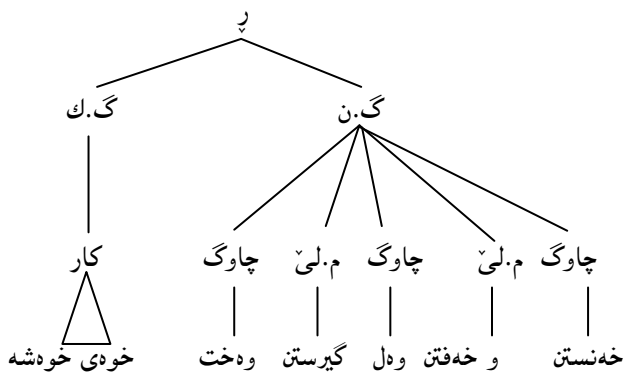 ڕ
گ.ن گ.ك
چاوگ م.لێ چاوگ م.لێ چاوگ كار
خەنستن و خەفتن وەل گیرستن وەخت خوەی خوەشە